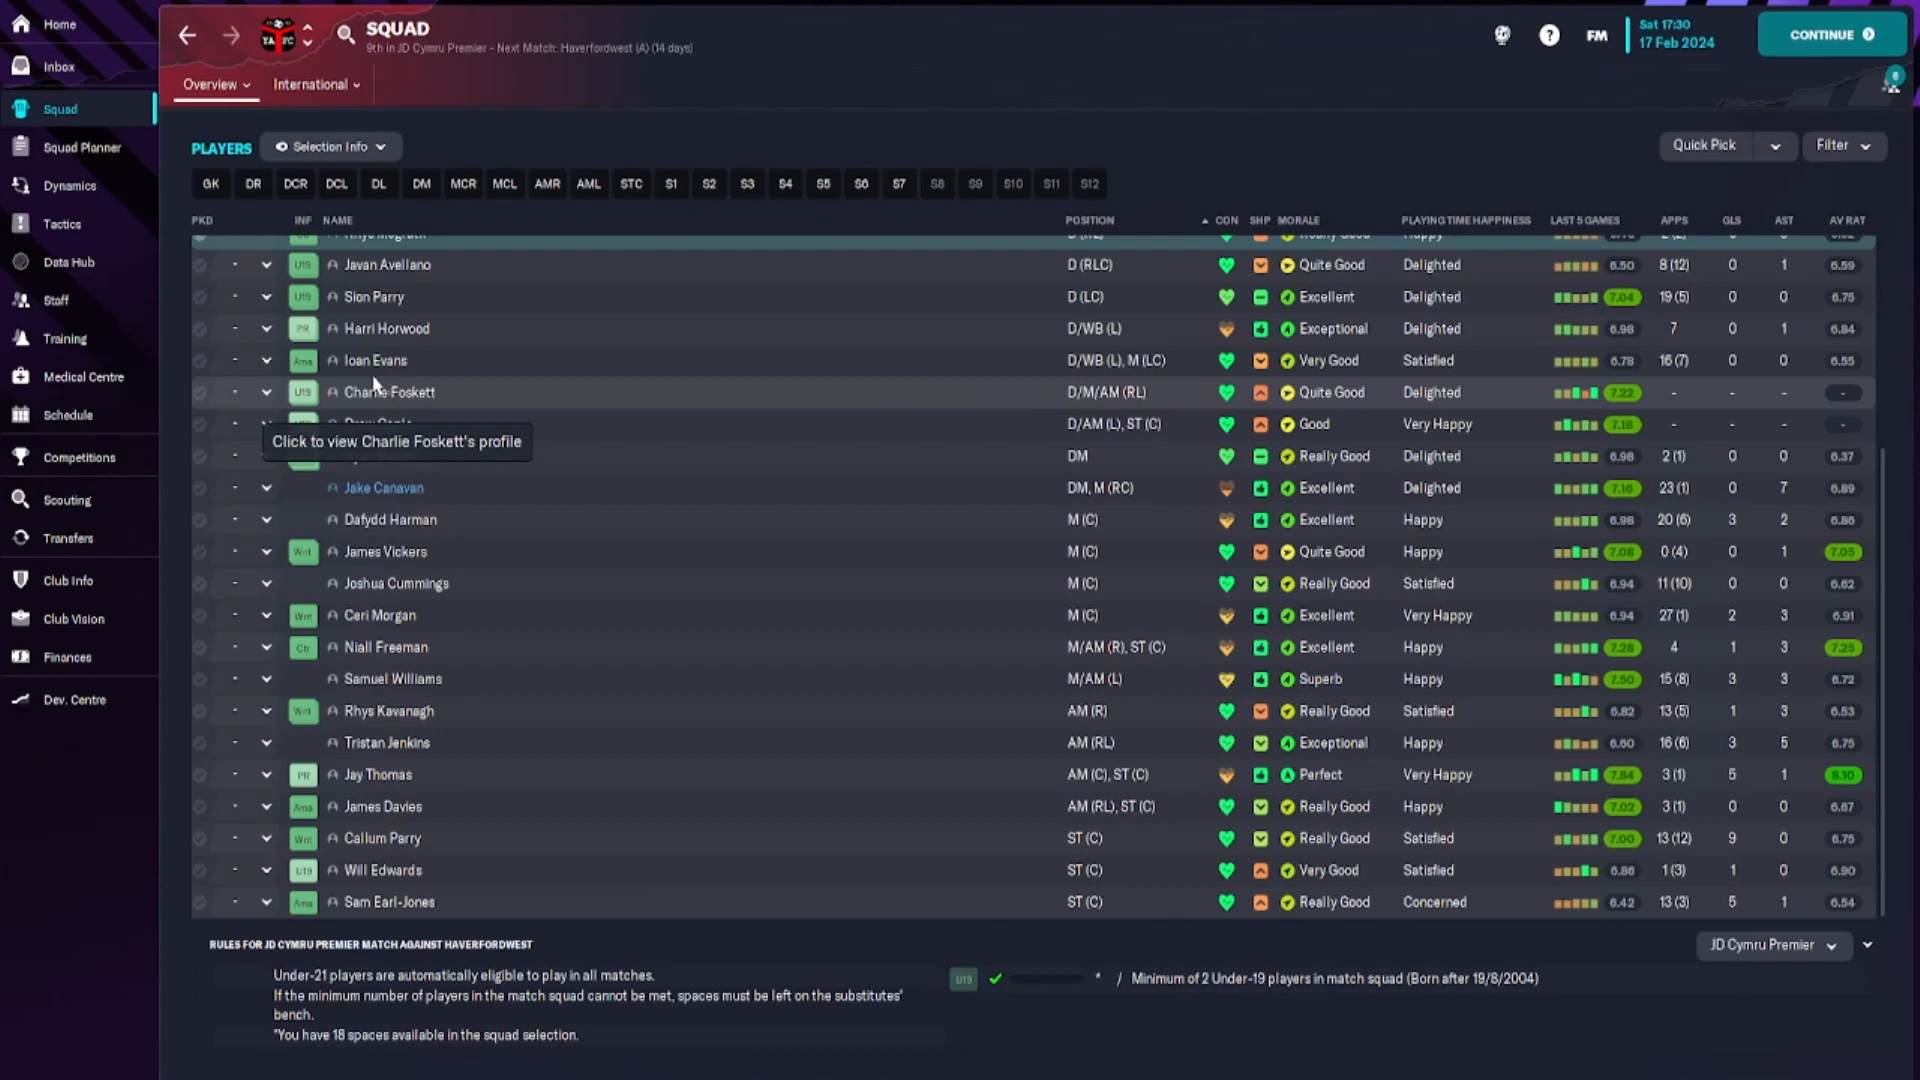 Home
Inbox
Squad
Squad Planner
Dynamics
Tactics
Data Hub
Staff
Training
Medical Centre
Schedule
Competitions
Scouting
Transfers
Club Info
Club Vision
Finances
Dev. Centre
SQUAD
9th in JD Cymru Premier - Next Match: Haverfordwest (A) (14 days)
FM
Sat 17:30
17 Feb 2024
CONTINUE
6
Overview
International
PLAYERS
Selection Info
Quick Pick
Filter
GK DR DCR DCL DL DM MCR MCL AMR AML STC S1 S2 S3 S4 S5 S6 S7 S8 S9 S10 S11 S12
PKD INF NAME POSITION CON SHP MORALE PLAYING TIME HAPPINESS LAST 5 GAMES APPS GLS AST AV RAT
- U19 Javan Avellano D (RLC) Quite Good Delighted 6.50 8 (12) 0 1 6.59
- U19 Sion Parry D (LC) Excellent Delighted 7.04 19 (5) 0 0 6.75
- PR Harri Horwood D/WB (L) Exceptional Delighted 6.98 7 0 1 6.84
- Ama Ioan Evans D/WB (L), M (LC) Very Good Satisfied 6.78 16 (7) 0 0 6.55
- U19 Charlie Foskett D/M/AM (RL) Quite Good Delighted 7.22 - - - -
D/AM (L), ST (C) Good Very Happy 7.18 - - - -
Click to view Charlie Foskett's profile
DM Really Good Delighted 6.98 2 (1) 0 0 6.37
- Jake Canavan DM, M (RC) Excellent Delighted 7.16 23 (1) 0 7 6.89
- Dafydd Harman M (C) Excellent Happy 6.98 20 (6) 3 2 6.86
- Wnt James Vickers M (C) Quite Good Happy 7.08 0 (4) 0 1 7.05
- Joshua Cummings M (C) Really Good Satisfied 6.94 11 (10) 0 0 6.62
- Wnt Ceri Morgan M (C) Excellent Very Happy 6.94 27 (1) 2 3 6.91
- Ctr Niall Freeman M/AM (R), ST (C) Excellent Happy 7.28 4 1 3 7.25
- Samuel Williams M/AM (L) Superb Happy 7.50 15 (8) 3 3 6.72
- Wnt Rhys Kavanagh AM (R) Really Good Satisfied 6.82 13 (5) 1 3 6.53
- Tristan Jenkins AM (RL) Exceptional Happy 6.60 16 (6) 3 5 6.75
- PR Jay Thomas AM (C), ST (C) Perfect Very Happy 7.84 3 (1) 5 1 8.10
- Ama James Davies AM (RL), ST (C) Really Good Happy 7.02 3 (1) 0 0 6.67
- Wnt Callum Parry ST (C) Really Good Satisfied 7.00 13 (12) 9 0 6.75
- U19 Will Edwards ST (C) Very Good Satisfied 6.86 1 (3) 1 0 6.90
- Ama Sam Earl-Jones ST (C) Really Good Concerned 6.42 13 (3) 5 1 6.54
RULES FOR JD CYMRU PREMIER MATCH AGAINST HAVERFORDWEST
JD Cymru Premier
Under-21 players are automatically eligible to play in all matches.
If the minimum number of players in the match squad cannot be met, spaces must be left on the substitutes'
bench.
*You have 18 spaces available in the squad selection.
U19 * / Minimum of 2 Under-19 players in match squad (Born after 19/8/2004)